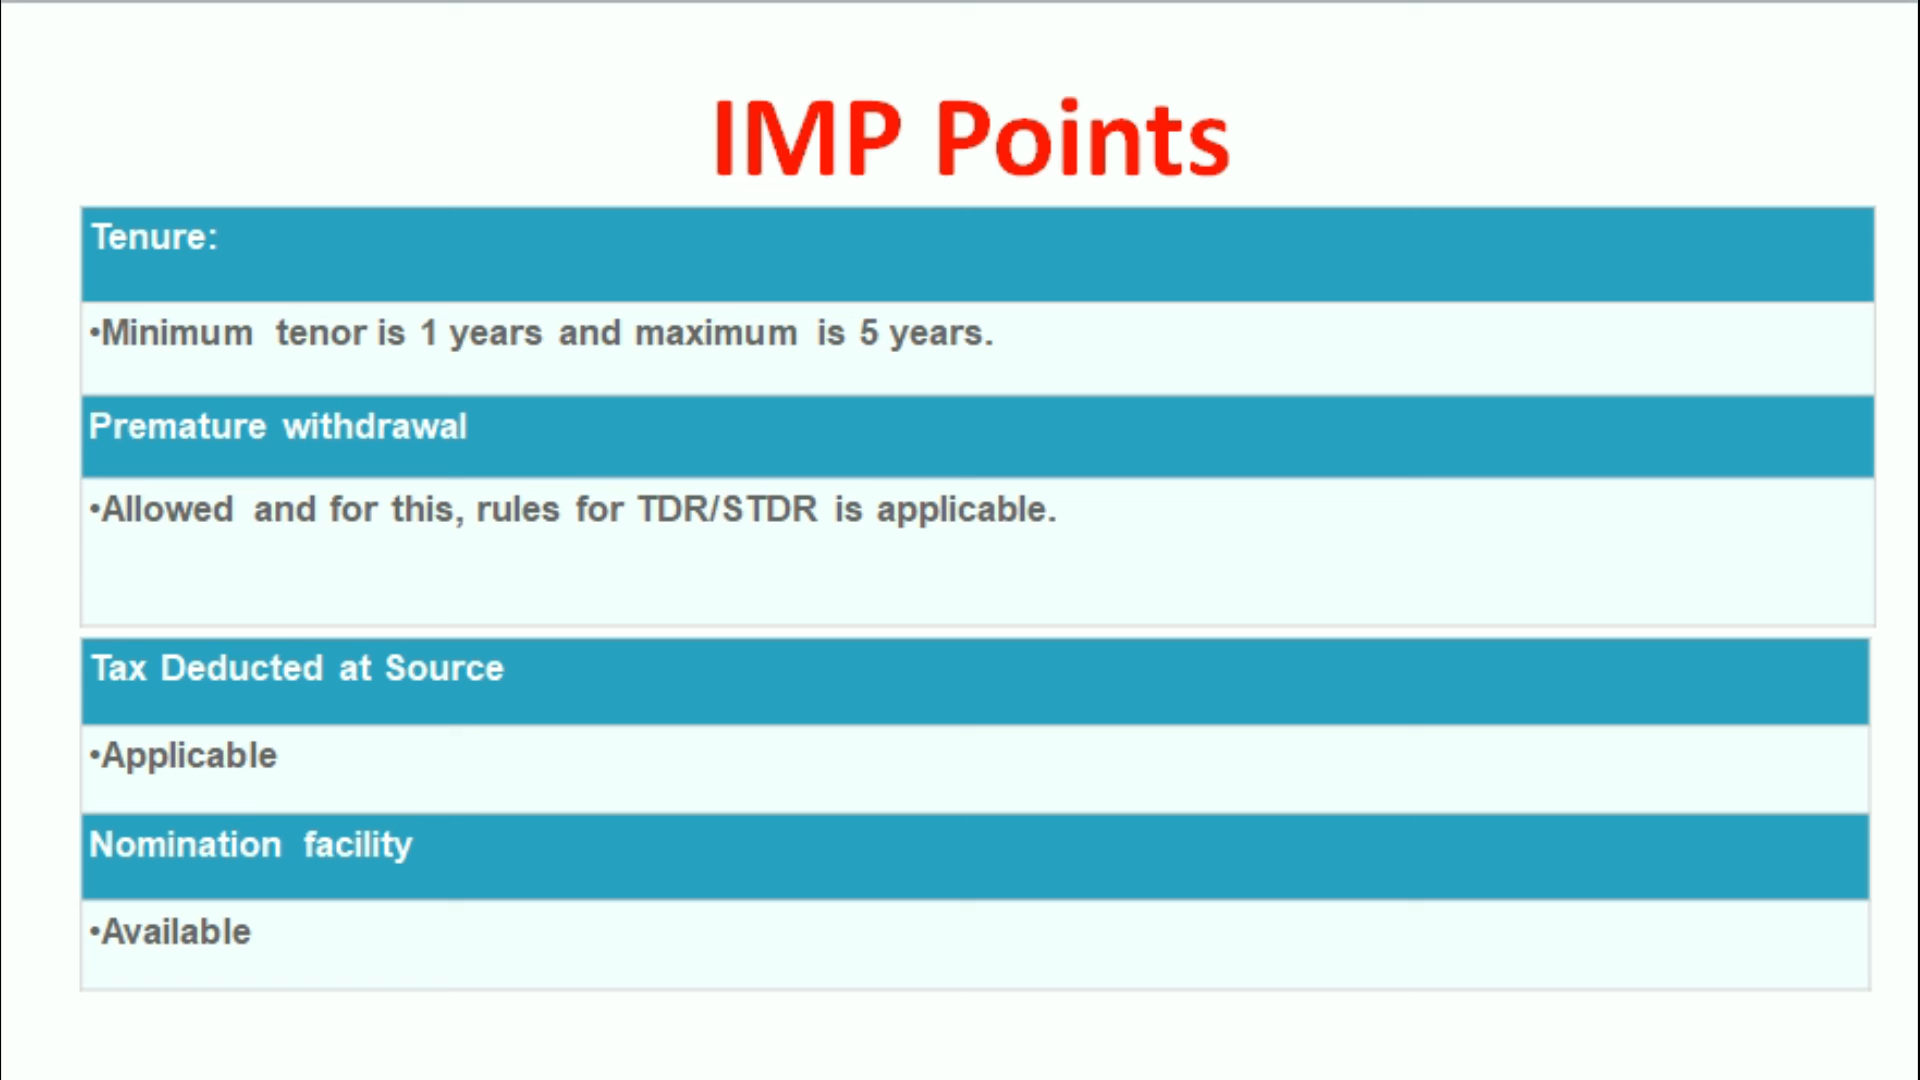 IMP Points
Tenure:
•Minimum tenor is 1 years and maximum is 5 years.
Premature withdrawal
•Allowed and for this, rules for TDR/STDR is applicable.
Tax Deducted at Source
•Applicable
Nomination facility
•Available